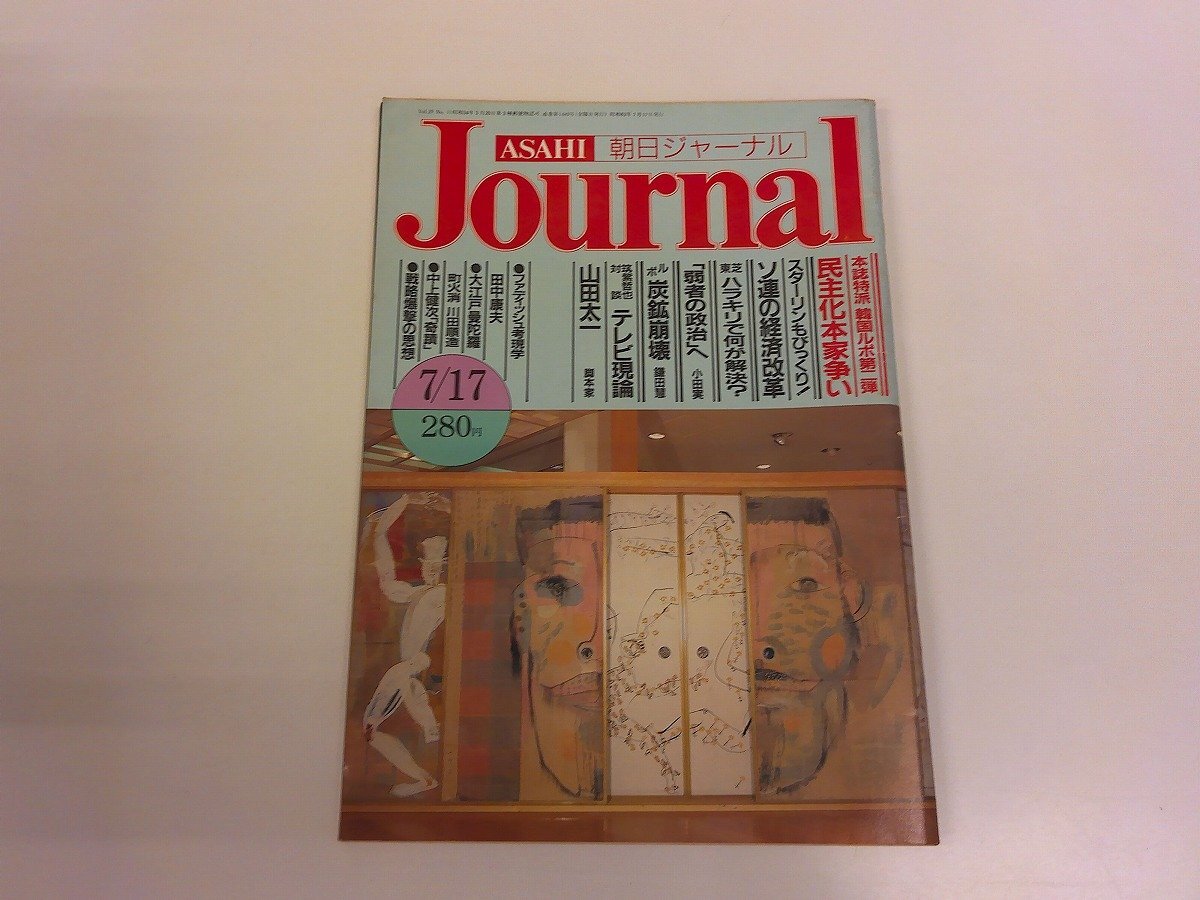 ASAHI 朝日ジャーナル
Journal
本誌特派 韓国ルポ第一弾
民主化本家争い
スターリンもびっくり!
ソ連の経済改革
東芝ハラキリで何が解決?
「弱者の政治」へ 小田実
ルポ 炭鉱崩壊 鎌田慧
筑紫哲也対談 テレビ現論
山田太一 脚本家
●ファディッシュ考現学
田中康夫
●大江戸曼陀羅
町火消 川田順造
●中上健次「奇蹟」
●戦略爆撃の思想
7/17
280円